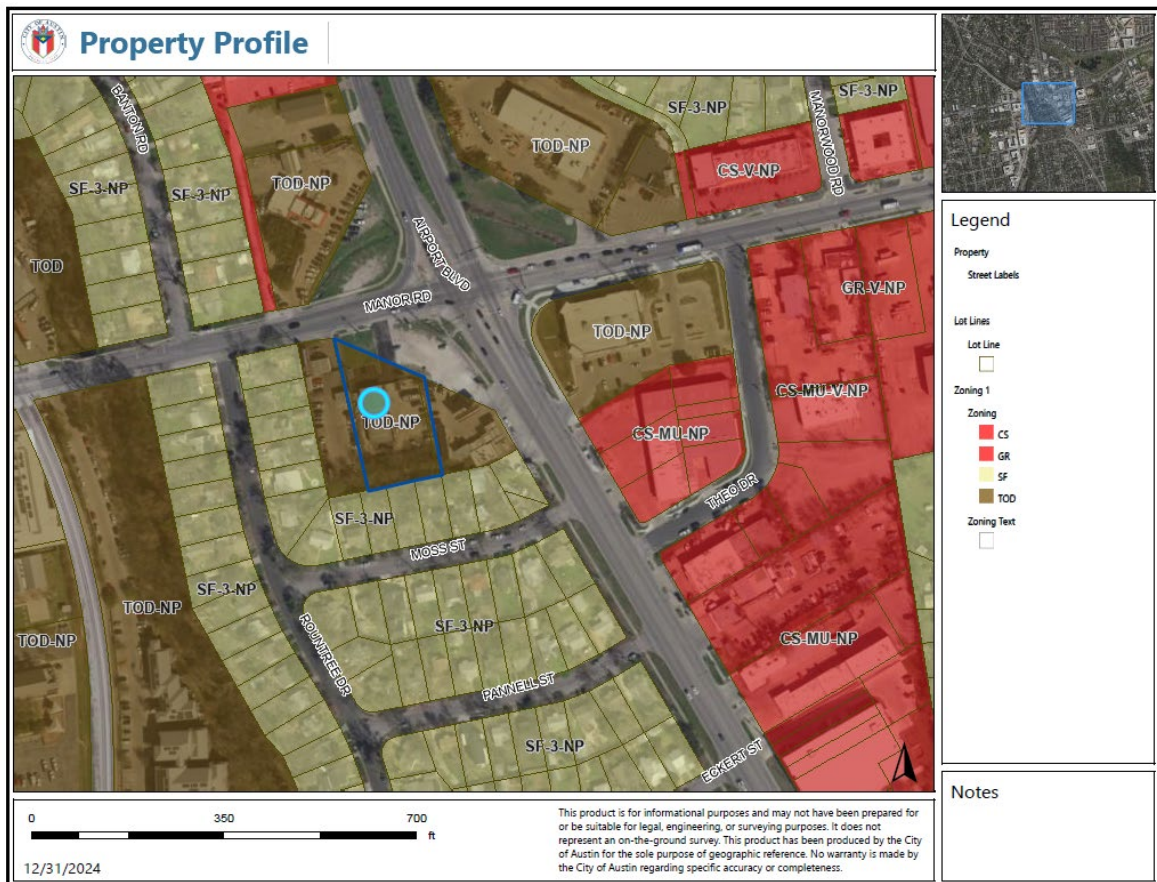 Property Profile
BANTON RD
SF-3-NP
SF-3-NP
TOD
TOD-NP
AIRPORT BLVD
MANOR RD
TOD-NP
SF-3-NP
MANORWOOD RD
SF-3-NP
CS-V-NP
GR-V-NP
TOD-NP
TOD-NP
CS-MU-V-NP
CS-MU-NP
THEO DR
SF-3-NP
MOSS ST
SF-3-NP
TOD-NP
TOD-NP
SF-3-NP
ROUNTREE DR
PANNELL ST
CS-MU-NP
SF-3-NP
ECKERT ST
Legend
Property
Street Labels
Lot Lines
Lot Line
Zoning 1
Zoning
CS
GR
SF
TOD
Zoning Text
Notes
0 350 700
ft
12/31/2024
This product is for informational purposes and may not have been prepared for
or be suitable for legal, engineering, or surveying purposes. It does not
represent an on-the-ground survey. This product has been produced by the City
of Austin for the sole purpose of geographic reference. No warranty is made by
the City of Austin regarding specific accuracy or completeness.